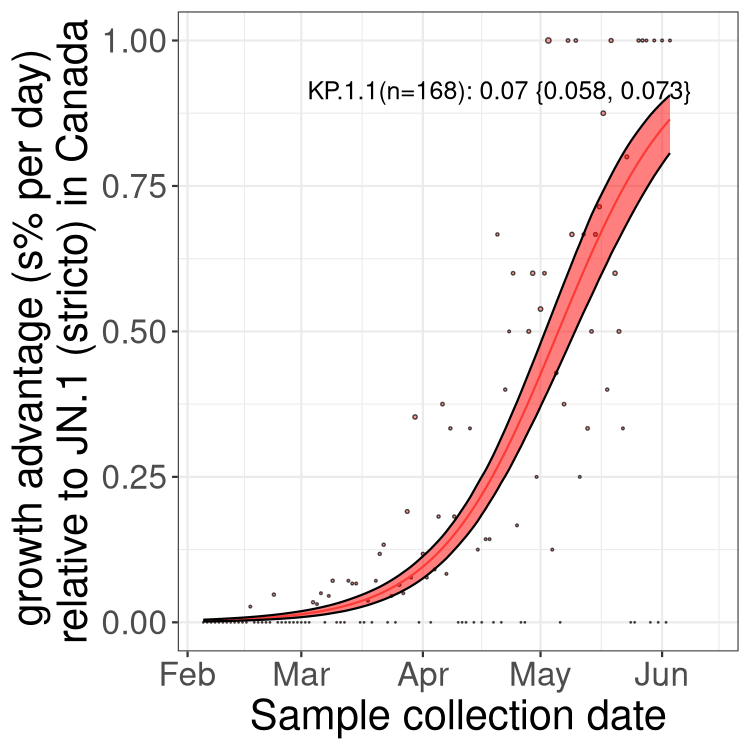 growth advantage (s% per day)
relative to JN.1 (stricto) in Canada
1.00
0.75
0.50
0.25
0.00
KP.1.1(n=168): 0.07 {0.058, 0.073}
Feb Mar Apr May Jun
Sample collection date